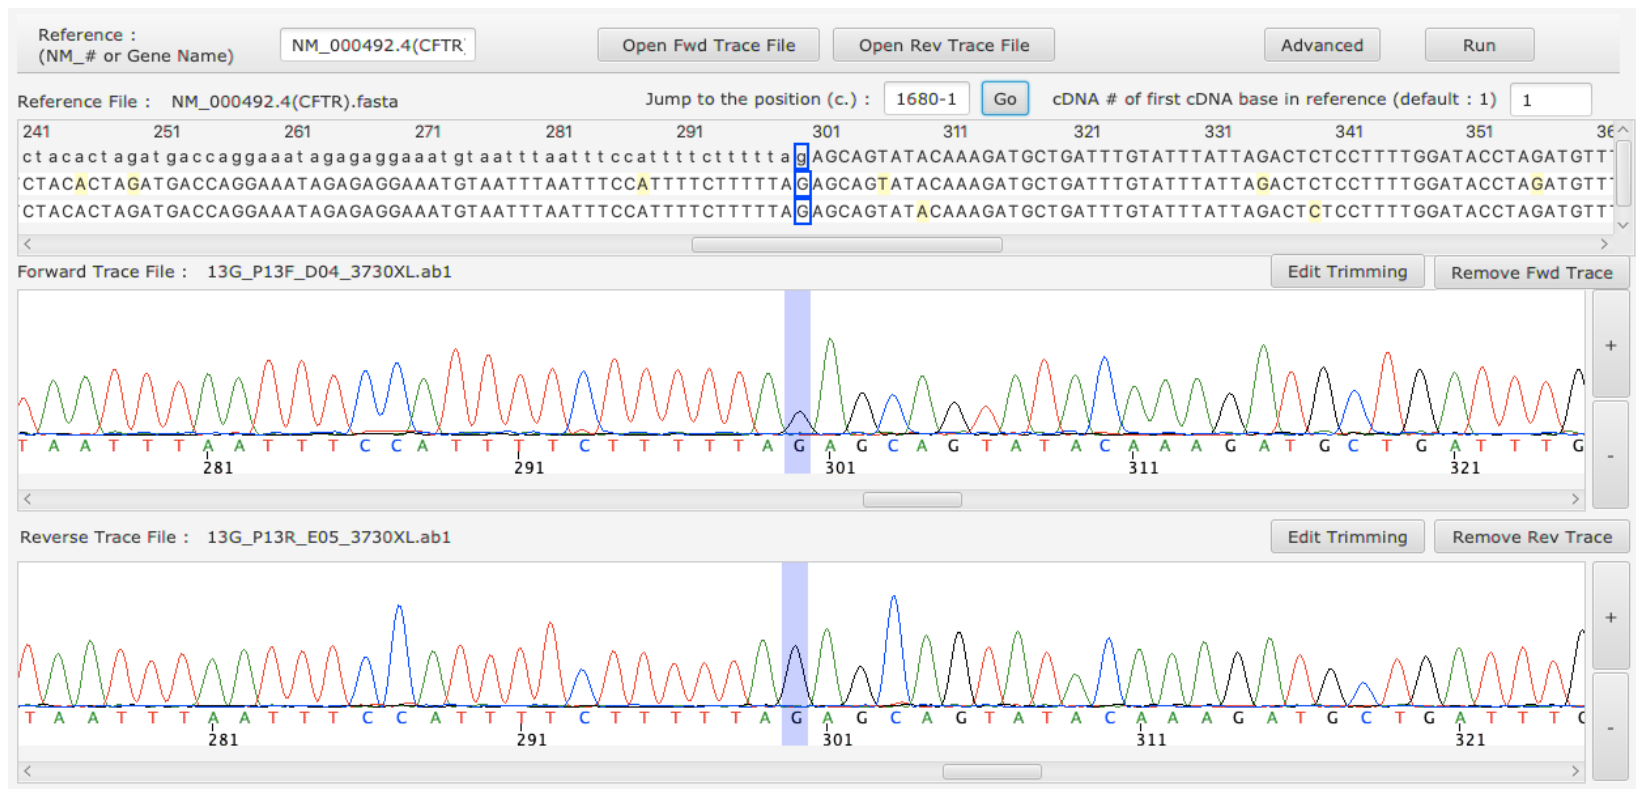 Reference :
(NM_# or Gene Name)
NM_000492.4(CFTR)
Open Fwd Trace File
Open Rev Trace File
Advanced
Run
Reference File : NM_000492.4(CFTR).fasta
Jump to the position (c.) :
1680-1
Go
cDNA # of first cDNA base in reference (default : 1)
1
241 251 261 271 281 291 301 311 321 331 341 351 36
ctacactagatgaccaggaaatagagaggaaatgtaatttaatttccattttctttttagAGCAGTATACAAAGATGCTGATTTGTATTTATTAGACTCTCCTTTTGGATACCTAGATGTT
CTACACTAGATGACCAGGAAATAGAGAGGAAATGTAATTTAATTTCCATTTTCTTTTTAGAGCAGTATACAAAGATGCTGATTTGTATTTATTAGACTCTCCTTTTGGATACCTAGATGTT
CTACACTAGATGACCAGGAAATAGAGAGGAAATGTAATTTAATTTCCATTTTCTTTTTAGAGCAGTATACAAAGATGCTGATTTGTATTTATTAGACTCTCCTTTTGGATACCTAGATGTT
Forward Trace File : 13G_P13F_D04_3730XL.ab1
Edit Trimming
Remove Fwd Trace
+
TAATTTAATTTCCATTTTCTTTTTAGAGCAGTATACAAAGATGCTGATTTG
-
281 291 301 311 321
Reverse Trace File : 13G_P13R_E05_3730XL.ab1
Edit Trimming
Remove Rev Trace
+
TAATTTAATTTCCATTTTCTTTTTAGAGCAGTATACAAAGATGCTGATTTG
-
281 291 301 311 321